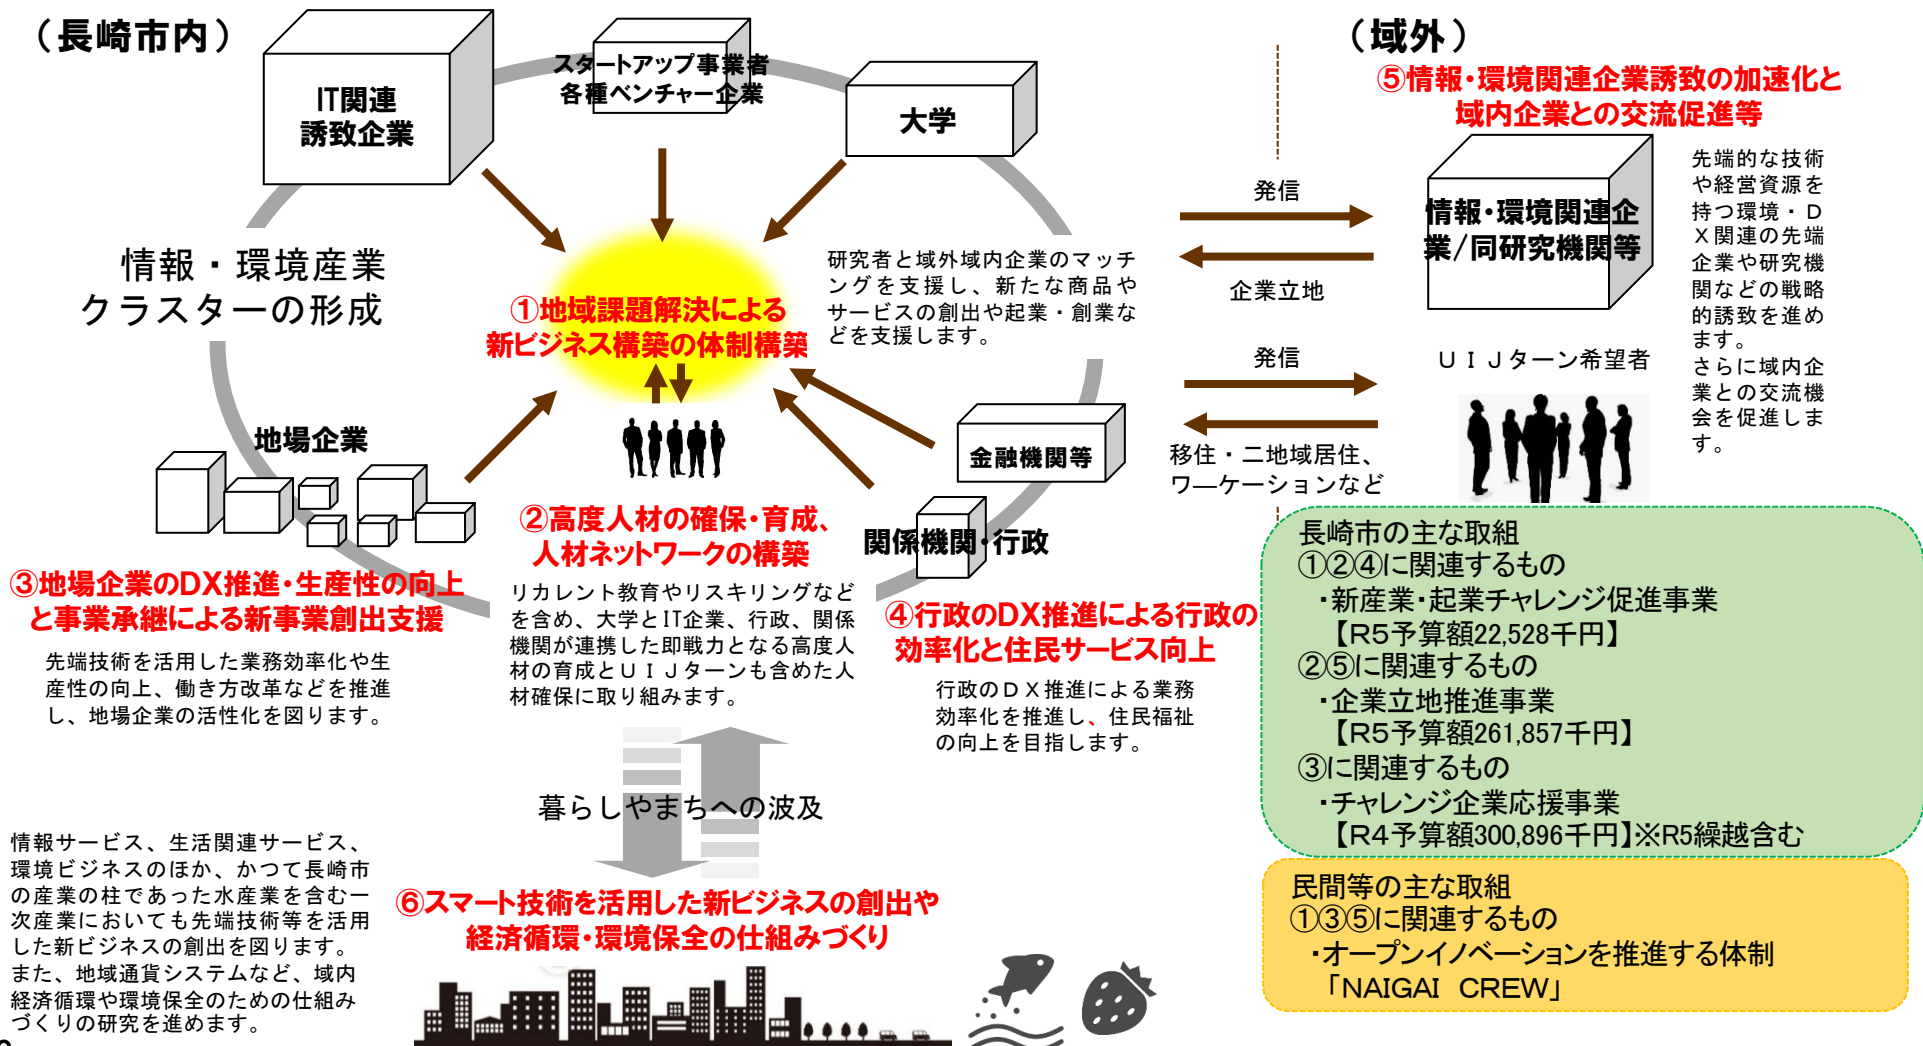 （長崎市内）
IT関連
誘致企業
スタートアップ事業者
各種ベンチャー企業
大学
（域外）
⑤情報・環境関連企業誘致の加速化と
域内企業との交流促進等
先端的な技術
や経営資源を
持つ環境・Ｄ
Ｘ関連の先端
企業や研究機
関などの戦略
的誘致を進め
ます。
さらに域内企
業との交流機
会を促進しま
す。
発信
企業立地
情報・環境関連企
業/同研究機関等
情報・環境産業
クラスターの形成
①地域課題解決による
新ビジネス構築の体制構築
研究者と域外域内企業のマッチ
ングを支援し、新たな商品や
サービスの創出や起業・創業な
どを支援します。
発信
ＵＩＪターン希望者
移住・二地域居住、
ワ―ケーションなど
地場企業
金融機関等
関係機関・行政
②高度人材の確保・育成、
人材ネットワークの構築
リカレント教育やリスキリングなど
を含め、大学とIT企業、行政、関係
機関が連携した即戦力となる高度人
材の育成とＵＩＪターンも含めた人
材確保に取り組みます。
③地場企業のDX推進・生産性の向上
と事業承継による新事業創出支援
先端技術を活用した業務効率化や生
産性の向上、働き方改革などを推進
し、地場企業の活性化を図ります。
④行政のDX推進による行政の
効率化と住民サービス向上
行政のＤＸ推進による業務
効率化を推進し、住民福祉
の向上を目指します。
暮らしやまちへの波及
情報サービス、生活関連サービス、
環境ビジネスのほか、かつて長崎市
の産業の柱であった水産業を含む一
次産業においても先端技術等を活用
した新ビジネスの創出を図ります。
また、地域通貨システムなど、域内
経済循環や環境保全のための仕組み
づくりの研究を進めます。
⑥スマート技術を活用した新ビジネスの創出や
経済循環・環境保全の仕組みづくり
長崎市の主な取組
①②④に関連するもの
・新産業・起業チャレンジ促進事業
【R5予算額22,528千円】
②⑤に関連するもの
・企業立地推進事業
【R5予算額261,857千円】
③に関連するもの
・チャレンジ企業応援事業
【R4予算額300,896千円】※R5繰越含む
民間等の主な取組
①③⑤に関連するもの
・オープンイノベーションを推進する体制
「NAIGAI　CREW」